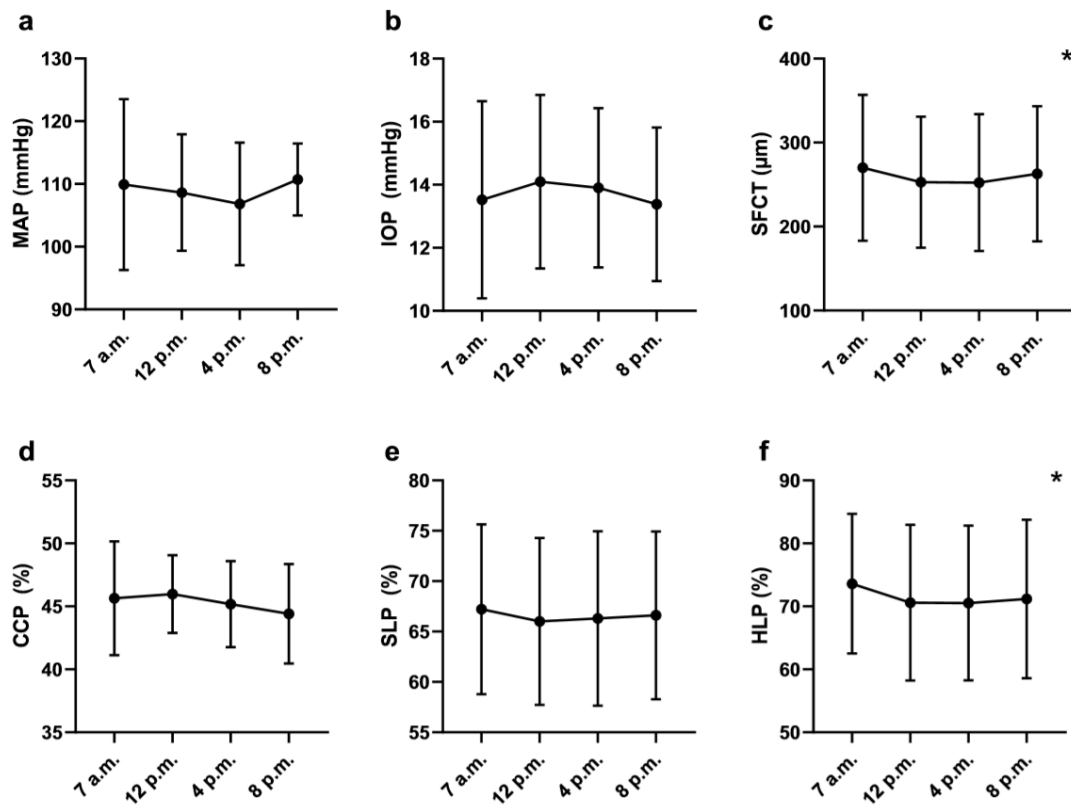 a
MAP (mmHg)
130
120
110
100
90
7 a.m.
12 p.m.
4 p.m.
8 p.m.
b
IOP (mmHg)
18
16
14
12
10
7 a.m.
12 p.m.
4 p.m.
8 p.m.
c
*
SFCT (μm)
400
300
200
100
7 a.m.
12 p.m.
4 p.m.
8 p.m.
d
CCP (%)
55
50
45
40
35
7 a.m.
12 p.m.
4 p.m.
8 p.m.
e
SLP (%)
80
75
70
65
60
55
7 a.m.
12 p.m.
4 p.m.
8 p.m.
f
*
HLP (%)
90
80
70
60
50
7 a.m.
12 p.m.
4 p.m.
8 p.m.